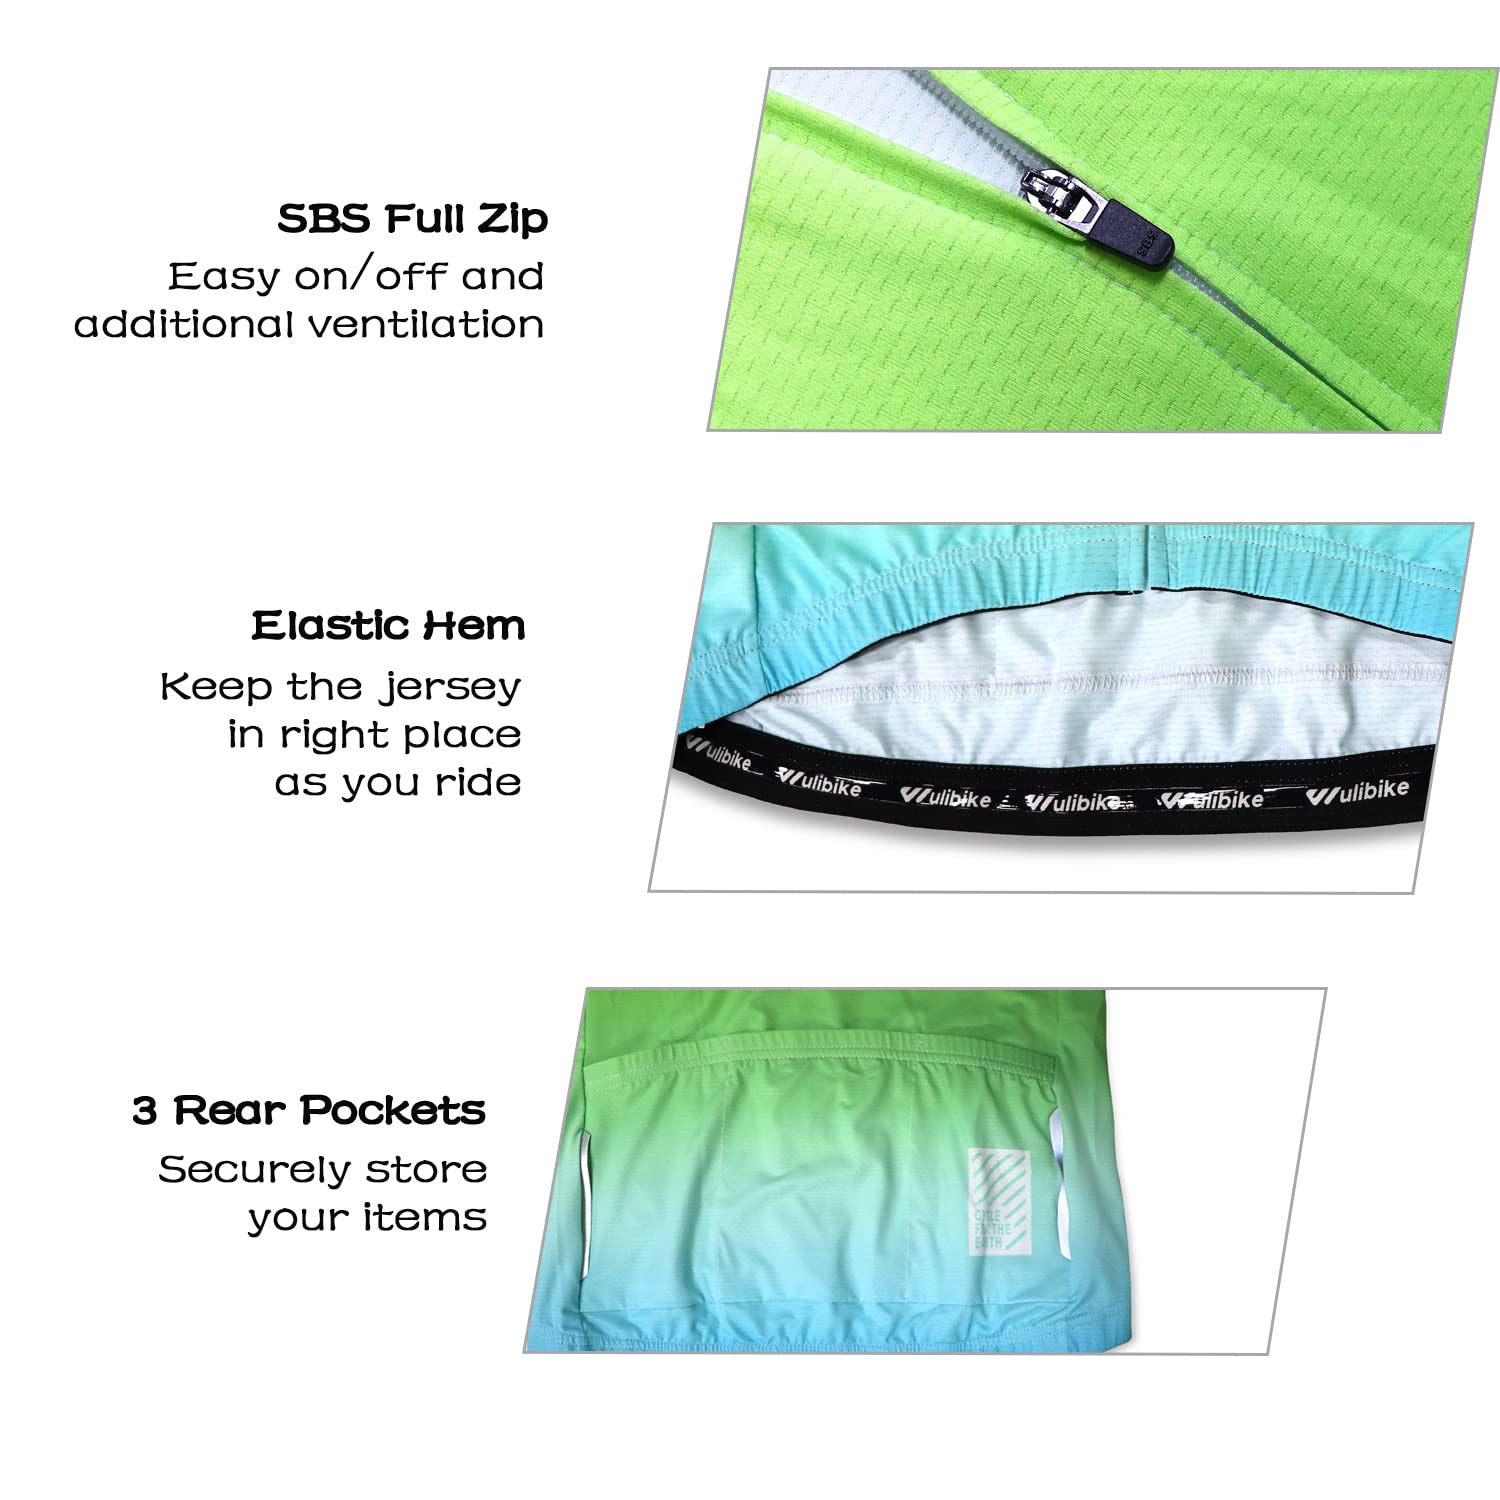 SBS Full Zip
Easy on/off and
additional ventilation
SBS
Elastic Hem
Keep the jersey
in right place
as you ride
Wulibike Wulibike Wulibike Wulibike Wulibike Wulibike
3 Rear Pockets
Securely store
your items
CYCLE
FOR THE
EARTH